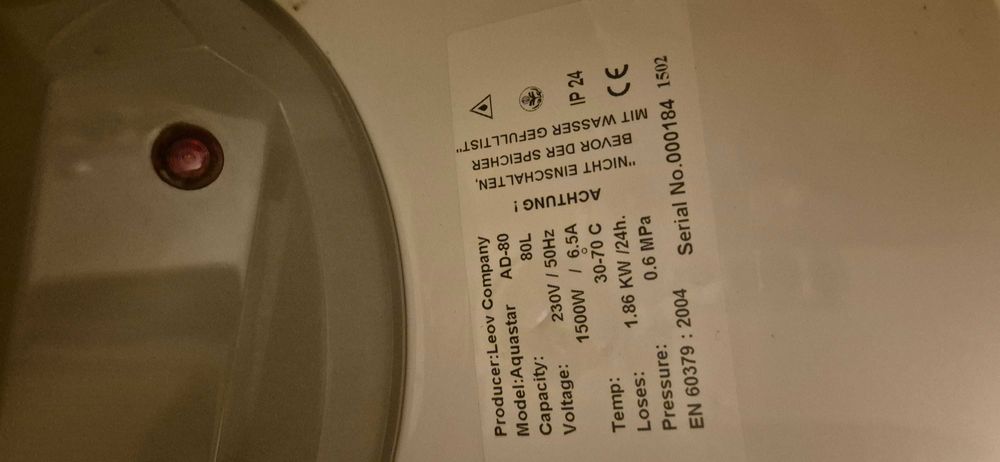 Producer:Leov Company
Model:Aquastar AD-80
Capacity: 80L
Voltage: 230V / 50Hz
1500W / 6.5A
Temp: 30-70 °C
Loses: 1.86 KW /24h.
Pressure: 0.6 MPa
EN 60379 : 2004 Serial No.000184 1502
ACHTUNG !
"NICHT EINSCHALTEN,
BEVOR DER SPEICHER
MIT WASSER GEFULLTIST"
IP 24
CE